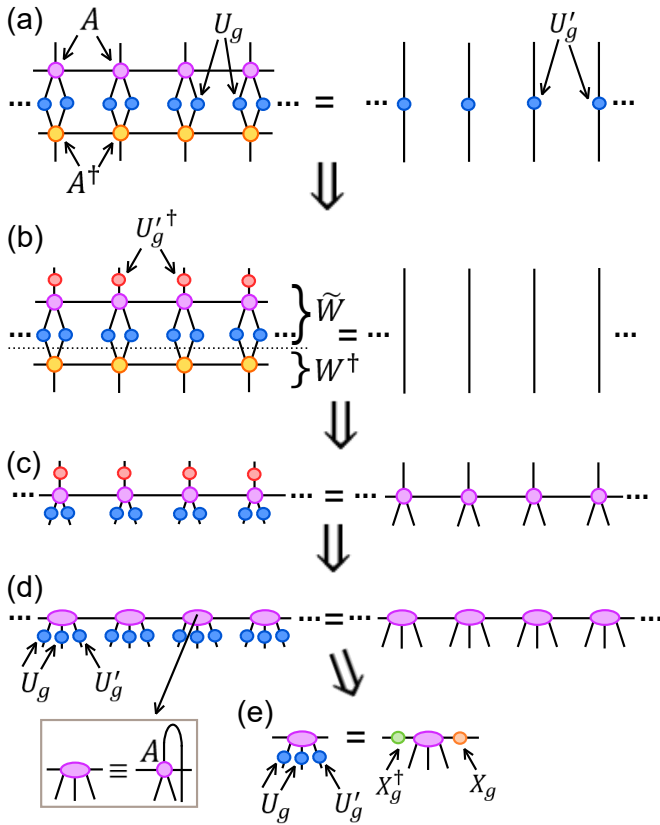 (a) A U_g U'_g
... ... = ... ...
A†
⇓
(b) U'_g†
W̃
... ... = ... ...
W†
⇓
(c)
... ... = ... ...
⇓
(d)
... ... = ... ...
U_g U'_g
⇓
A
≡
(e)
=
U_g U'_g X_g† X_g